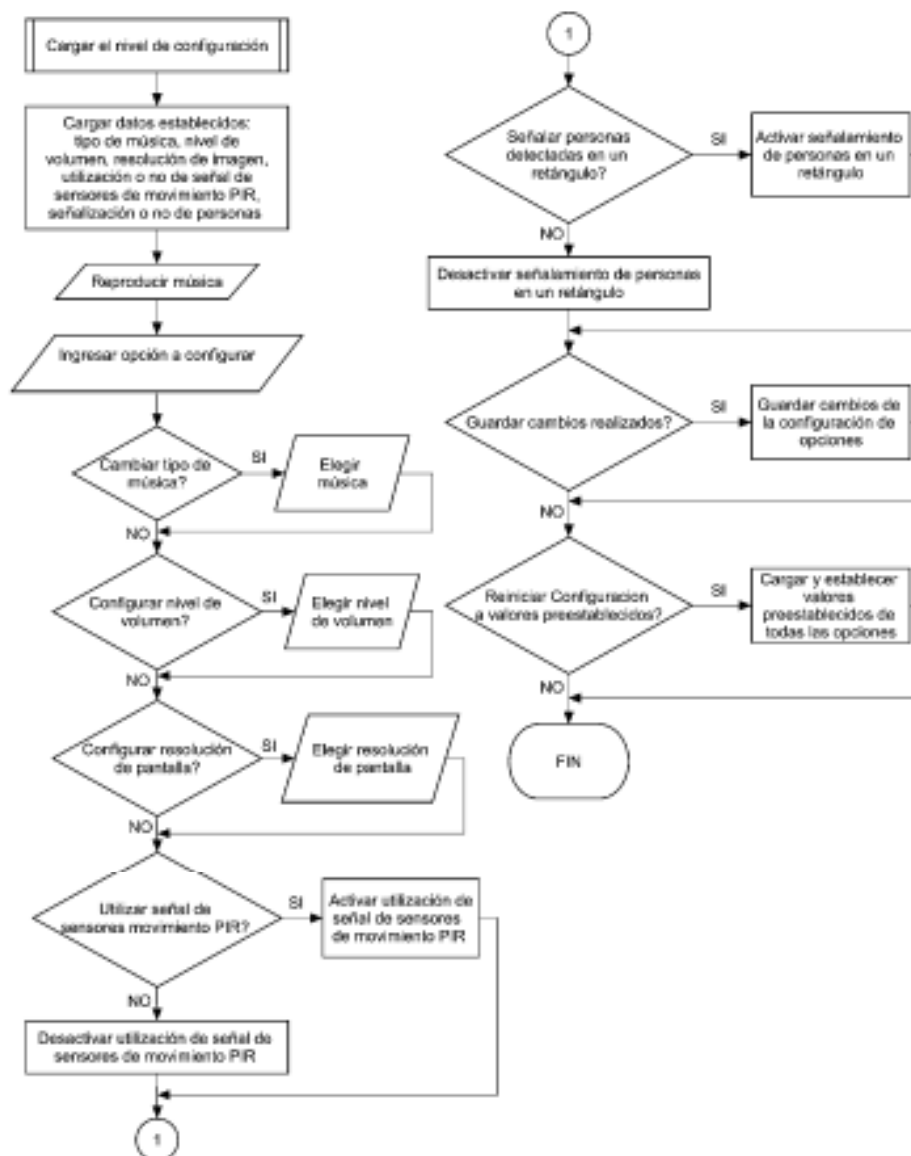 Cargar el nivel de configuración
Cargar datos establecidos:
tipo de música, nivel de
volumen, resolución de Imagen,
utilización o no de señal de
sensores de movimiento PIR,
señalización o no de personas
Reproducir música
Ingresar opción a configurar
Cambiar tipo de
música?
SI
Elegir
música
NO
Configurar nivel de
volumen?
SI
Elegir nivel
de volumen
NO
Configurar resolución
de pantalla?
SI
Elegir resolución
de pantalla
NO
Utilizar señal de
sensores movimiento PIR?
SI
Activar utilización de
señal de sensores
de movimiento PIR
NO
Desactivar utilización de señal de
sensores de movimiento PIR
1
1
Señalar personas
detectadas en un
retángulo?
SI
Activar señalamiento
de personas en un
retángulo
NO
Desactivar señalamiento de personas
en un retángulo
Guardar cambios realizados?
SI
Guardar cambios de
la configuración de
opciones
NO
Reiniciar Configuracion
a valores preestablecidos?
SI
Cargar y establecer
valores
preestablecidos de
todas las opciones
NO
FIN